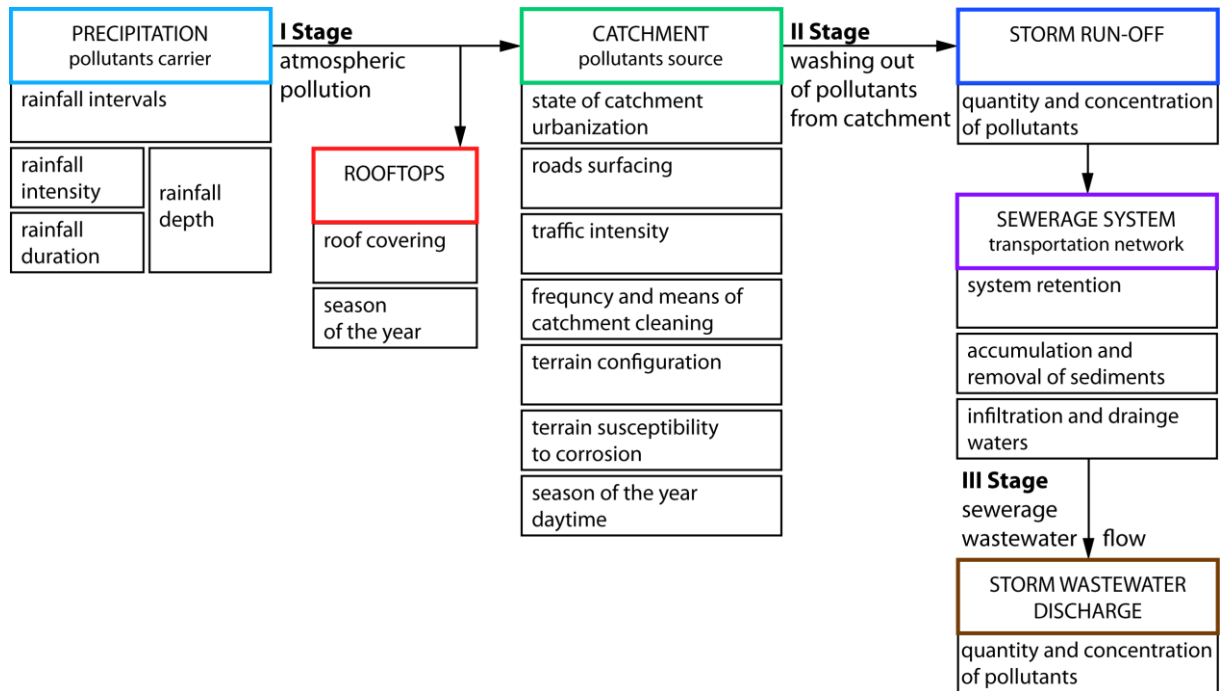 PRECIPITATION
pollutants carrier
rainfall intervals
rainfall
intensity
rainfall
duration
rainfall
depth
I Stage
atmospheric
pollution
ROOFTOPS
roof covering
season
of the year
CATCHMENT
pollutants source
state of catchment
urbanization
roads surfacing
traffic intensity
frequncy and means of
catchment cleaning
terrain configuration
terrain susceptibility
to corrosion
season of the year
daytime
II Stage
washing out
of pollutants
from catchment
STORM RUN-OFF
quantity and concentration
of pollutants
SEWERAGE SYSTEM
transportation network
system retention
accumulation and
removal of sediments
infiltration and drainge
waters
III Stage
sewerage
wastewater flow
STORM WASTEWATER
DISCHARGE
quantity and concentration
of pollutants